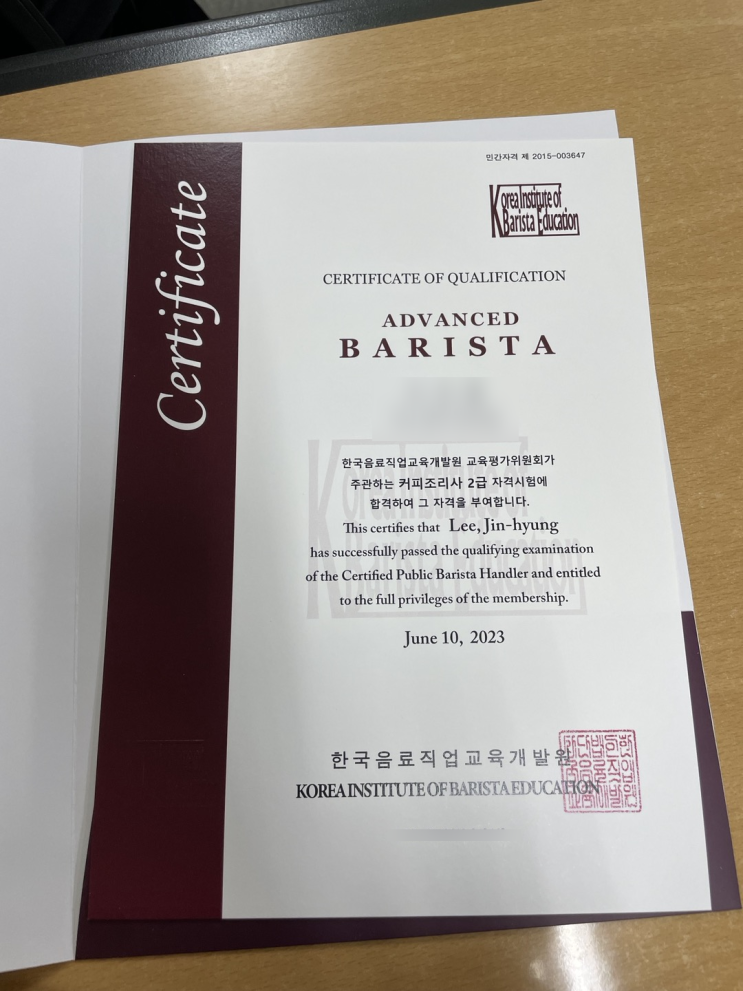 Certificate
민간자격 제 2015-003647
Korea Institute of
Barista Education
CERTIFICATE OF QUALIFICATION
ADVANCED
BARISTA
한국음료직업교육개발원 교육평가위원회가
주관하는 커피조리사 2급 자격시험에
합격하여 그 자격을 부여합니다.
This certifies that Lee, Jin-hyung
has successfully passed the qualifying examination
of the Certified Public Barista Handler and entitled
to the full privileges of the membership.
June 10, 2023
한국음료직업교육개발원
KOREA INSTITUTE OF BARISTA EDUCATION